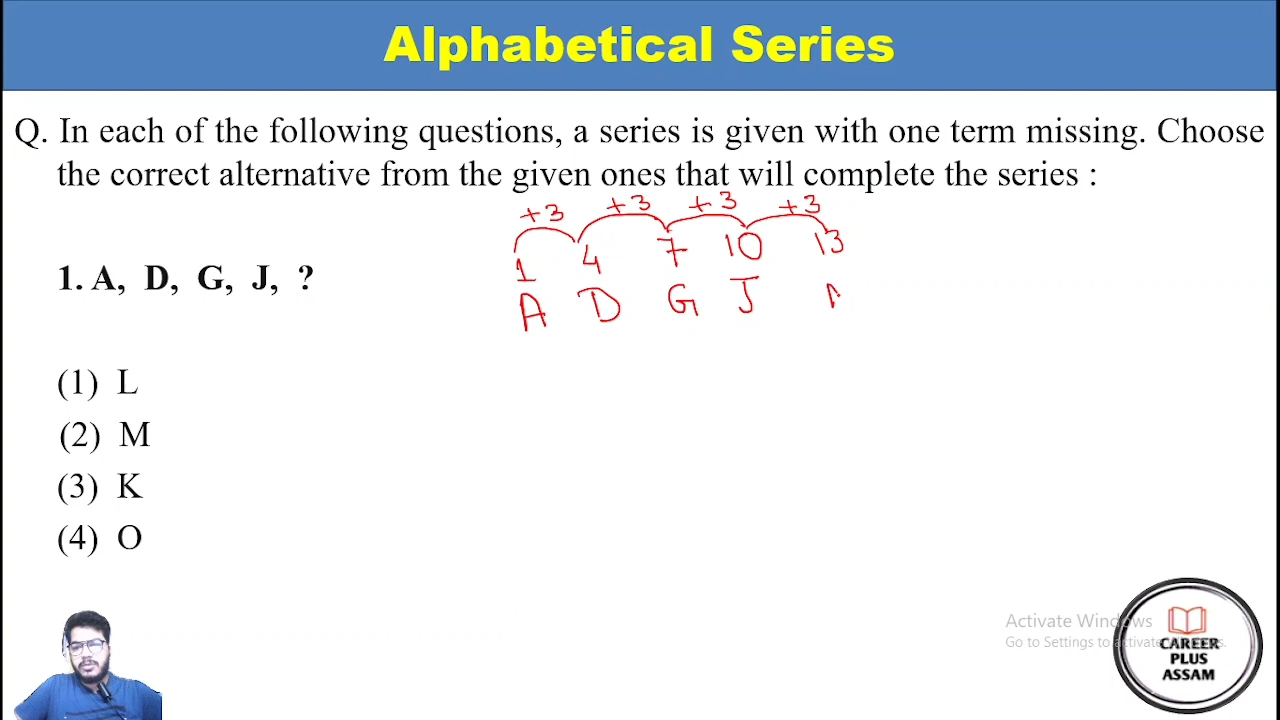 Alphabetical Series
Q. In each of the following questions, a series is given with one term missing. Choose
the correct alternative from the given ones that will complete the series :
+3 +3 +3 +3
1 4 7 10 13
A D G J
1. A, D, G, J, ?
(1) L
(2) M
(3) K
(4) O
Activate Windows
Go to Settings to activate
CAREER
PLUS
ASSAM